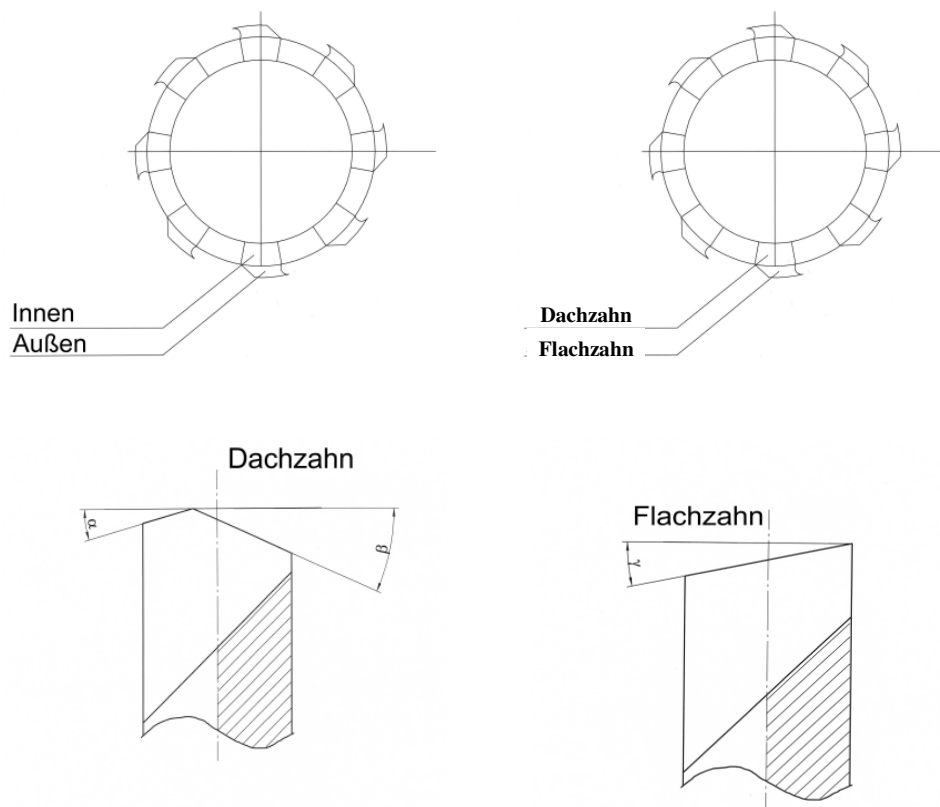 Innen
Außen
Dachzahn
Flachzahn
Dachzahn
α
β
Flachzahn
γ